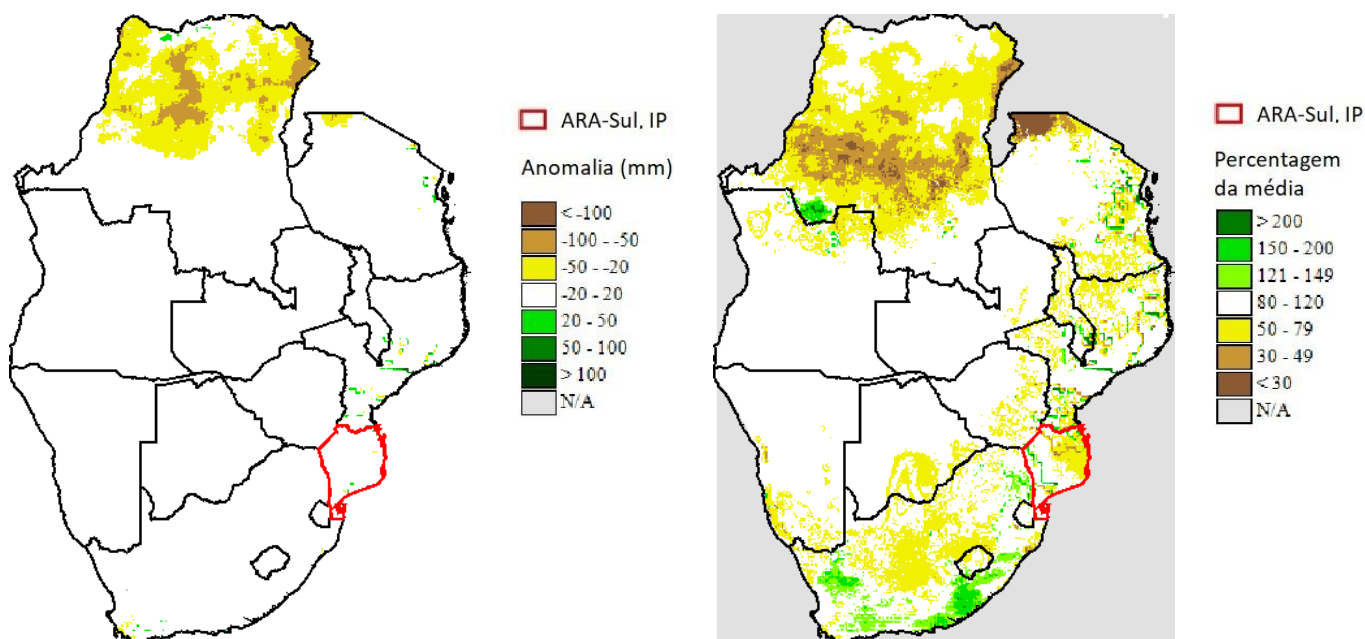 ARA-Sul, IP
Anomalia (mm)
< -100
-100 - -50
-50 - -20
-20 - 20
20 - 50
50 - 100
> 100
N/A
ARA-Sul, IP
Percentagem
da média
> 200
150 - 200
121 - 149
80 - 120
50 - 79
30 - 49
< 30
N/A